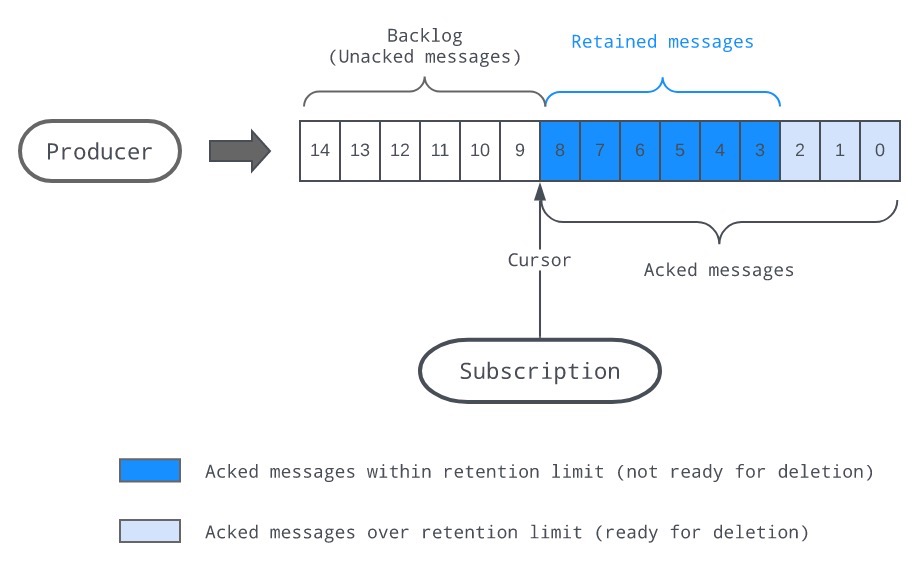 Backlog
(Unacked messages)
Retained messages
Producer
14 13 12 11 10 9 8 7 6 5 4 3 2 1 0
Cursor
Acked messages
Subscription
Acked messages within retention limit (not ready for deletion)
Acked messages over retention limit (ready for deletion)